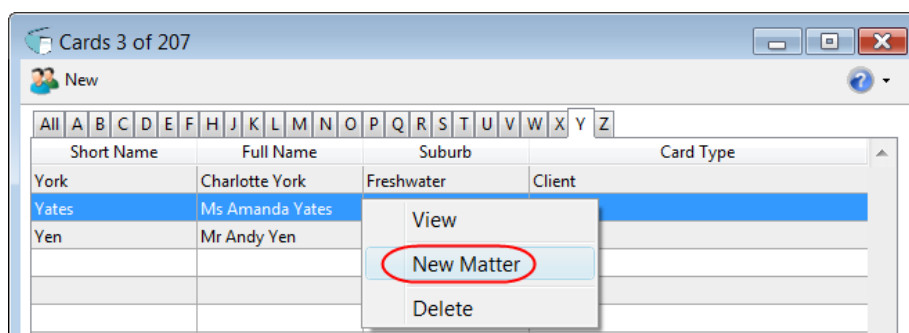 Cards 3 of 207
New
All A B C D E F H J K L M N O P Q R S T U V W X Y Z
Short Name Full Name Suburb Card Type
York Charlotte York Freshwater Client
Yates Ms Amanda Yates
Yen Mr Andy Yen
View
New Matter
Delete